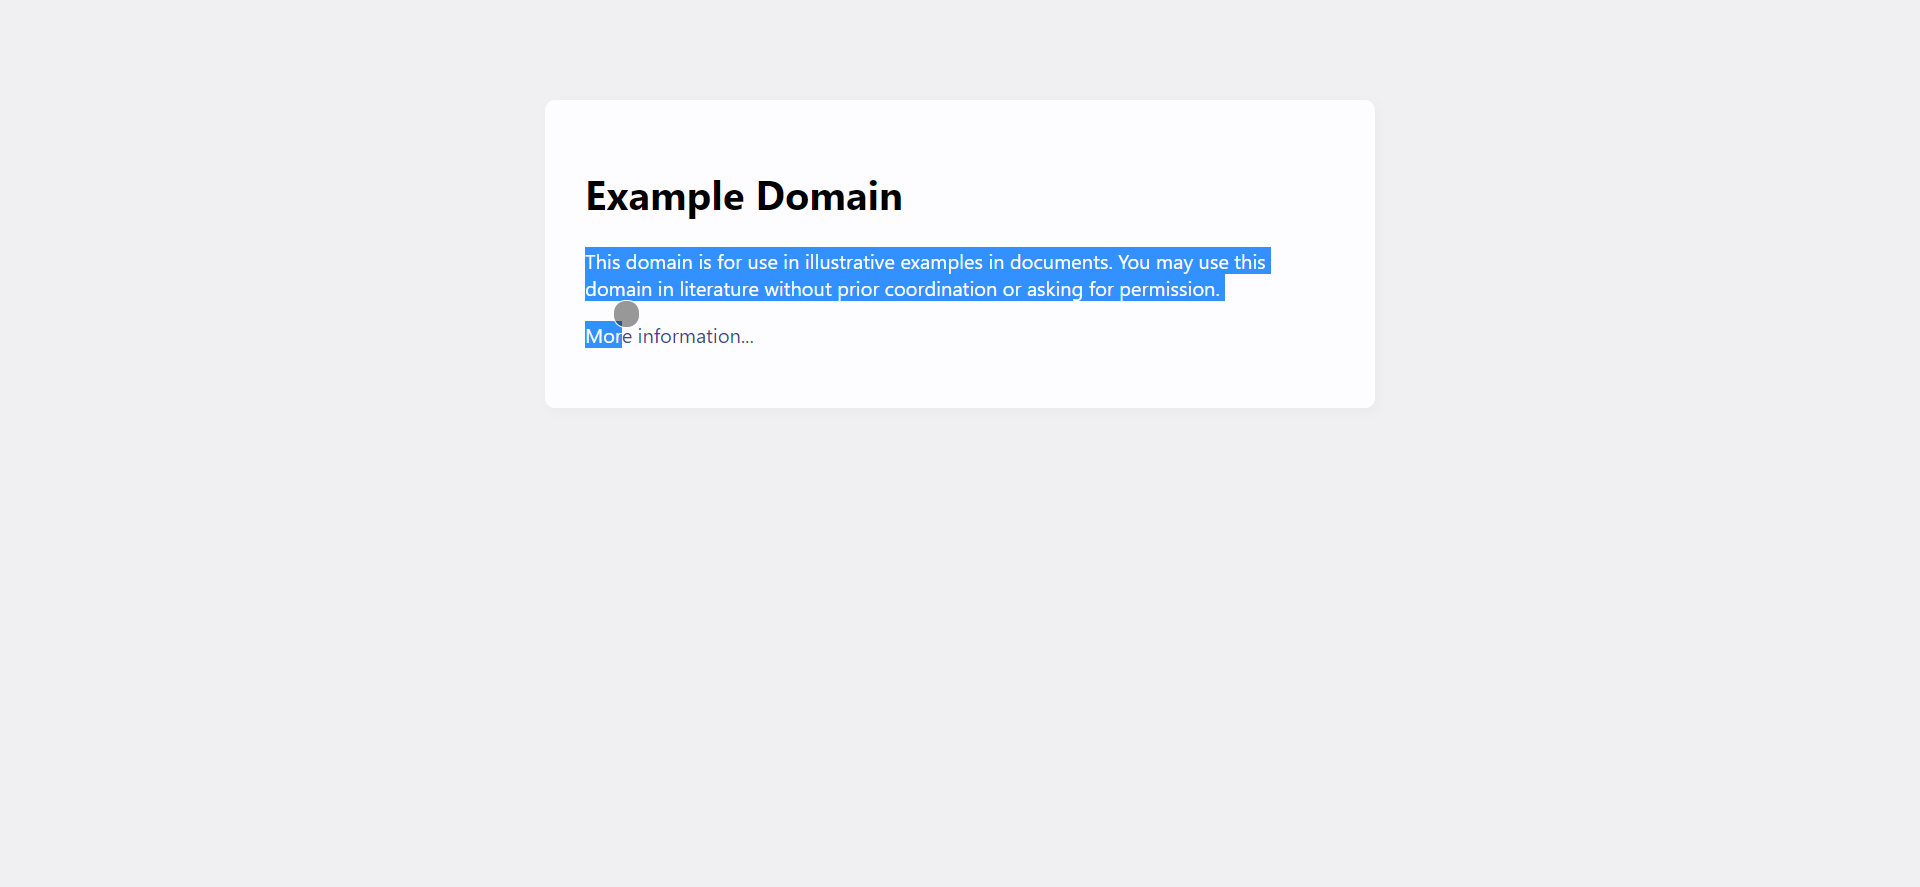 Example Domain
This domain is for use in illustrative examples in documents. You may use this
domain in literature without prior coordination or asking for permission.
More information...